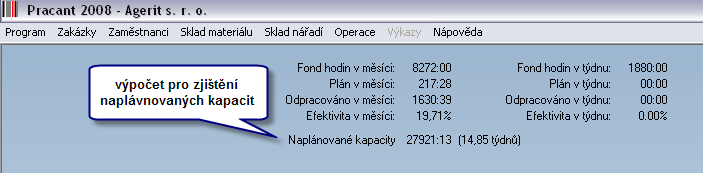 Pracant 2008 - Agerit s. r. o.
Program Zakázky Zaměstnanci Sklad materiálu Sklad nářadí Operace Výkazy Nápověda
výpočet pro zjištění
naplávnovaných kapacit
Fond hodin v měsíci: 8272:00 Fond hodin v týdnu: 1880:00
Plán v měsíci: 217:28 Plán v týdnu: 00:00
Odpracováno v měsíci: 1630:39 Odpracováno v týdnu: 00:00
Efektivita v měsíci: 19,71% Efektivita v týdnu: 0.00%
Naplánované kapacity 27921:13 (14,85 týdnů)